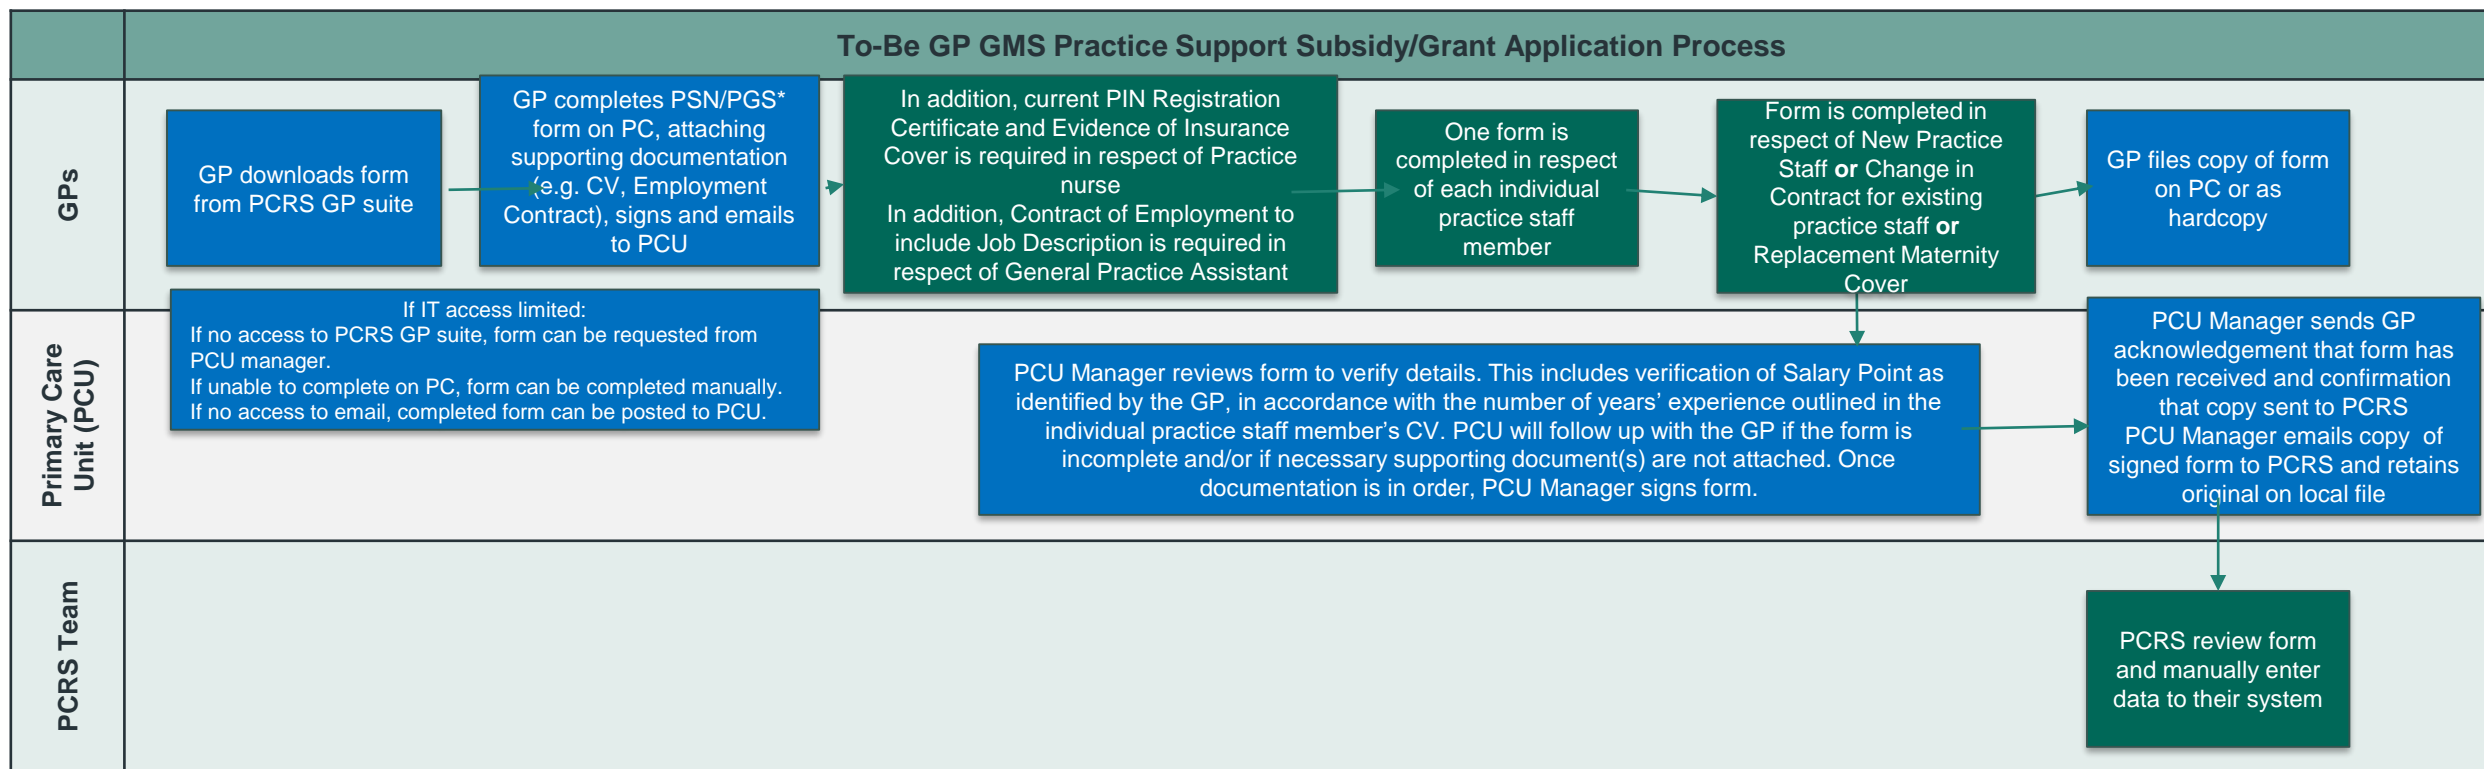 To-Be GP GMS Practice Support Subsidy/Grant Application Process
GPs
GP downloads form
from PCRS GP suite
GP completes PSN/PGS*
form on PC, attaching
supporting documentation
(e.g. CV, Employment
Contract), signs and emails
to PCU
In addition, current PIN Registration
Certificate and Evidence of Insurance
Cover is required in respect of Practice
nurse
In addition, Contract of Employment to
include Job Description is required in
respect of General Practice Assistant
One form is
completed in respect
of each individual
practice staff
member
Form is completed in
respect of New Practice
Staff or Change in
Contract for existing
practice staff or
Replacement Maternity
Cover
GP files copy of form
on PC or as
hardcopy
If IT access limited:
If no access to PCRS GP suite, form can be requested from
PCU manager.
If unable to complete on PC, form can be completed manually.
If no access to email, completed form can be posted to PCU.
Primary Care
Unit (PCU)
PCU Manager reviews form to verify details. This includes verification of Salary Point as
identified by the GP, in accordance with the number of years’ experience outlined in the
individual practice staff member’s CV. PCU will follow up with the GP if the form is
incomplete and/or if necessary supporting document(s) are not attached. Once
documentation is in order, PCU Manager signs form.
PCU Manager sends GP
acknowledgement that form has
been received and confirmation
that copy sent to PCRS
PCU Manager emails copy of
signed form to PCRS and retains
original on local file
PCRS Team
PCRS review form
and manually enter
data to their system